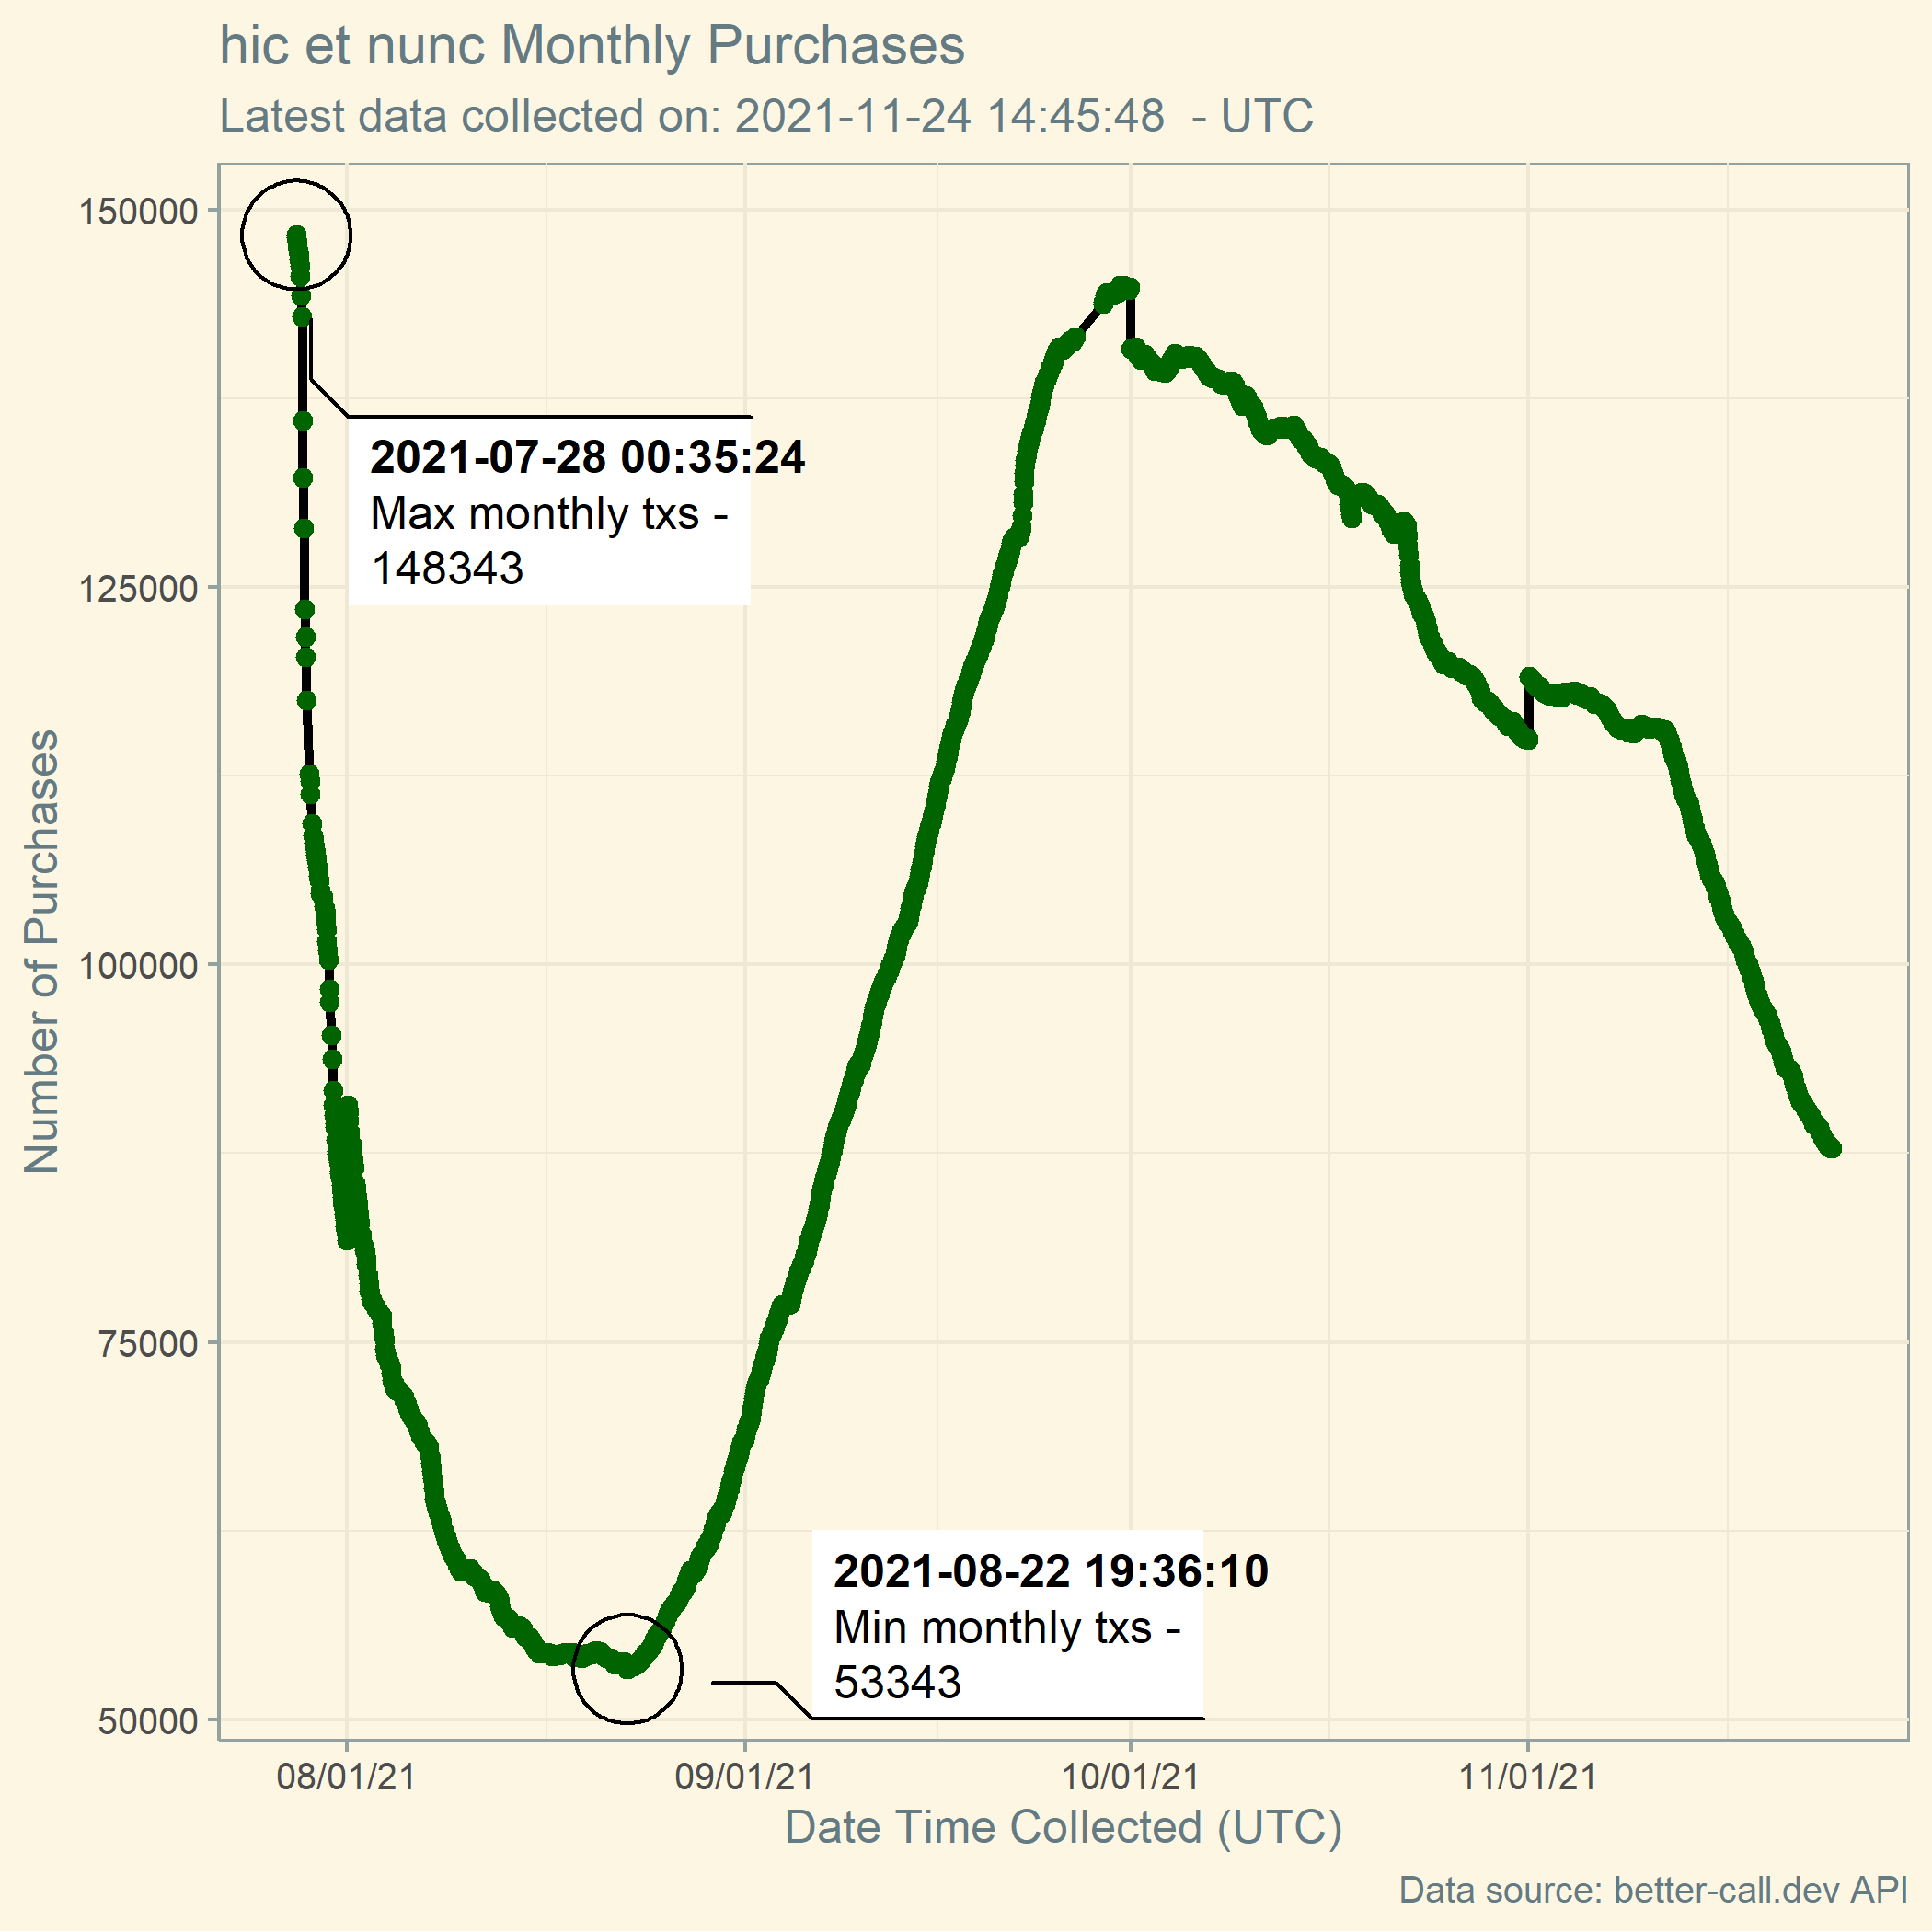 hic et nunc Monthly Purchases
Latest data collected on: 2021-11-24 14:45:48  - UTC
Number of Purchases
150000
125000
100000
75000
50000
2021-07-28 00:35:24
Max monthly txs -
148343
2021-08-22 19:36:10
Min monthly txs -
53343
08/01/21
09/01/21
10/01/21
11/01/21
Date Time Collected (UTC)
Data source: better-call.dev API